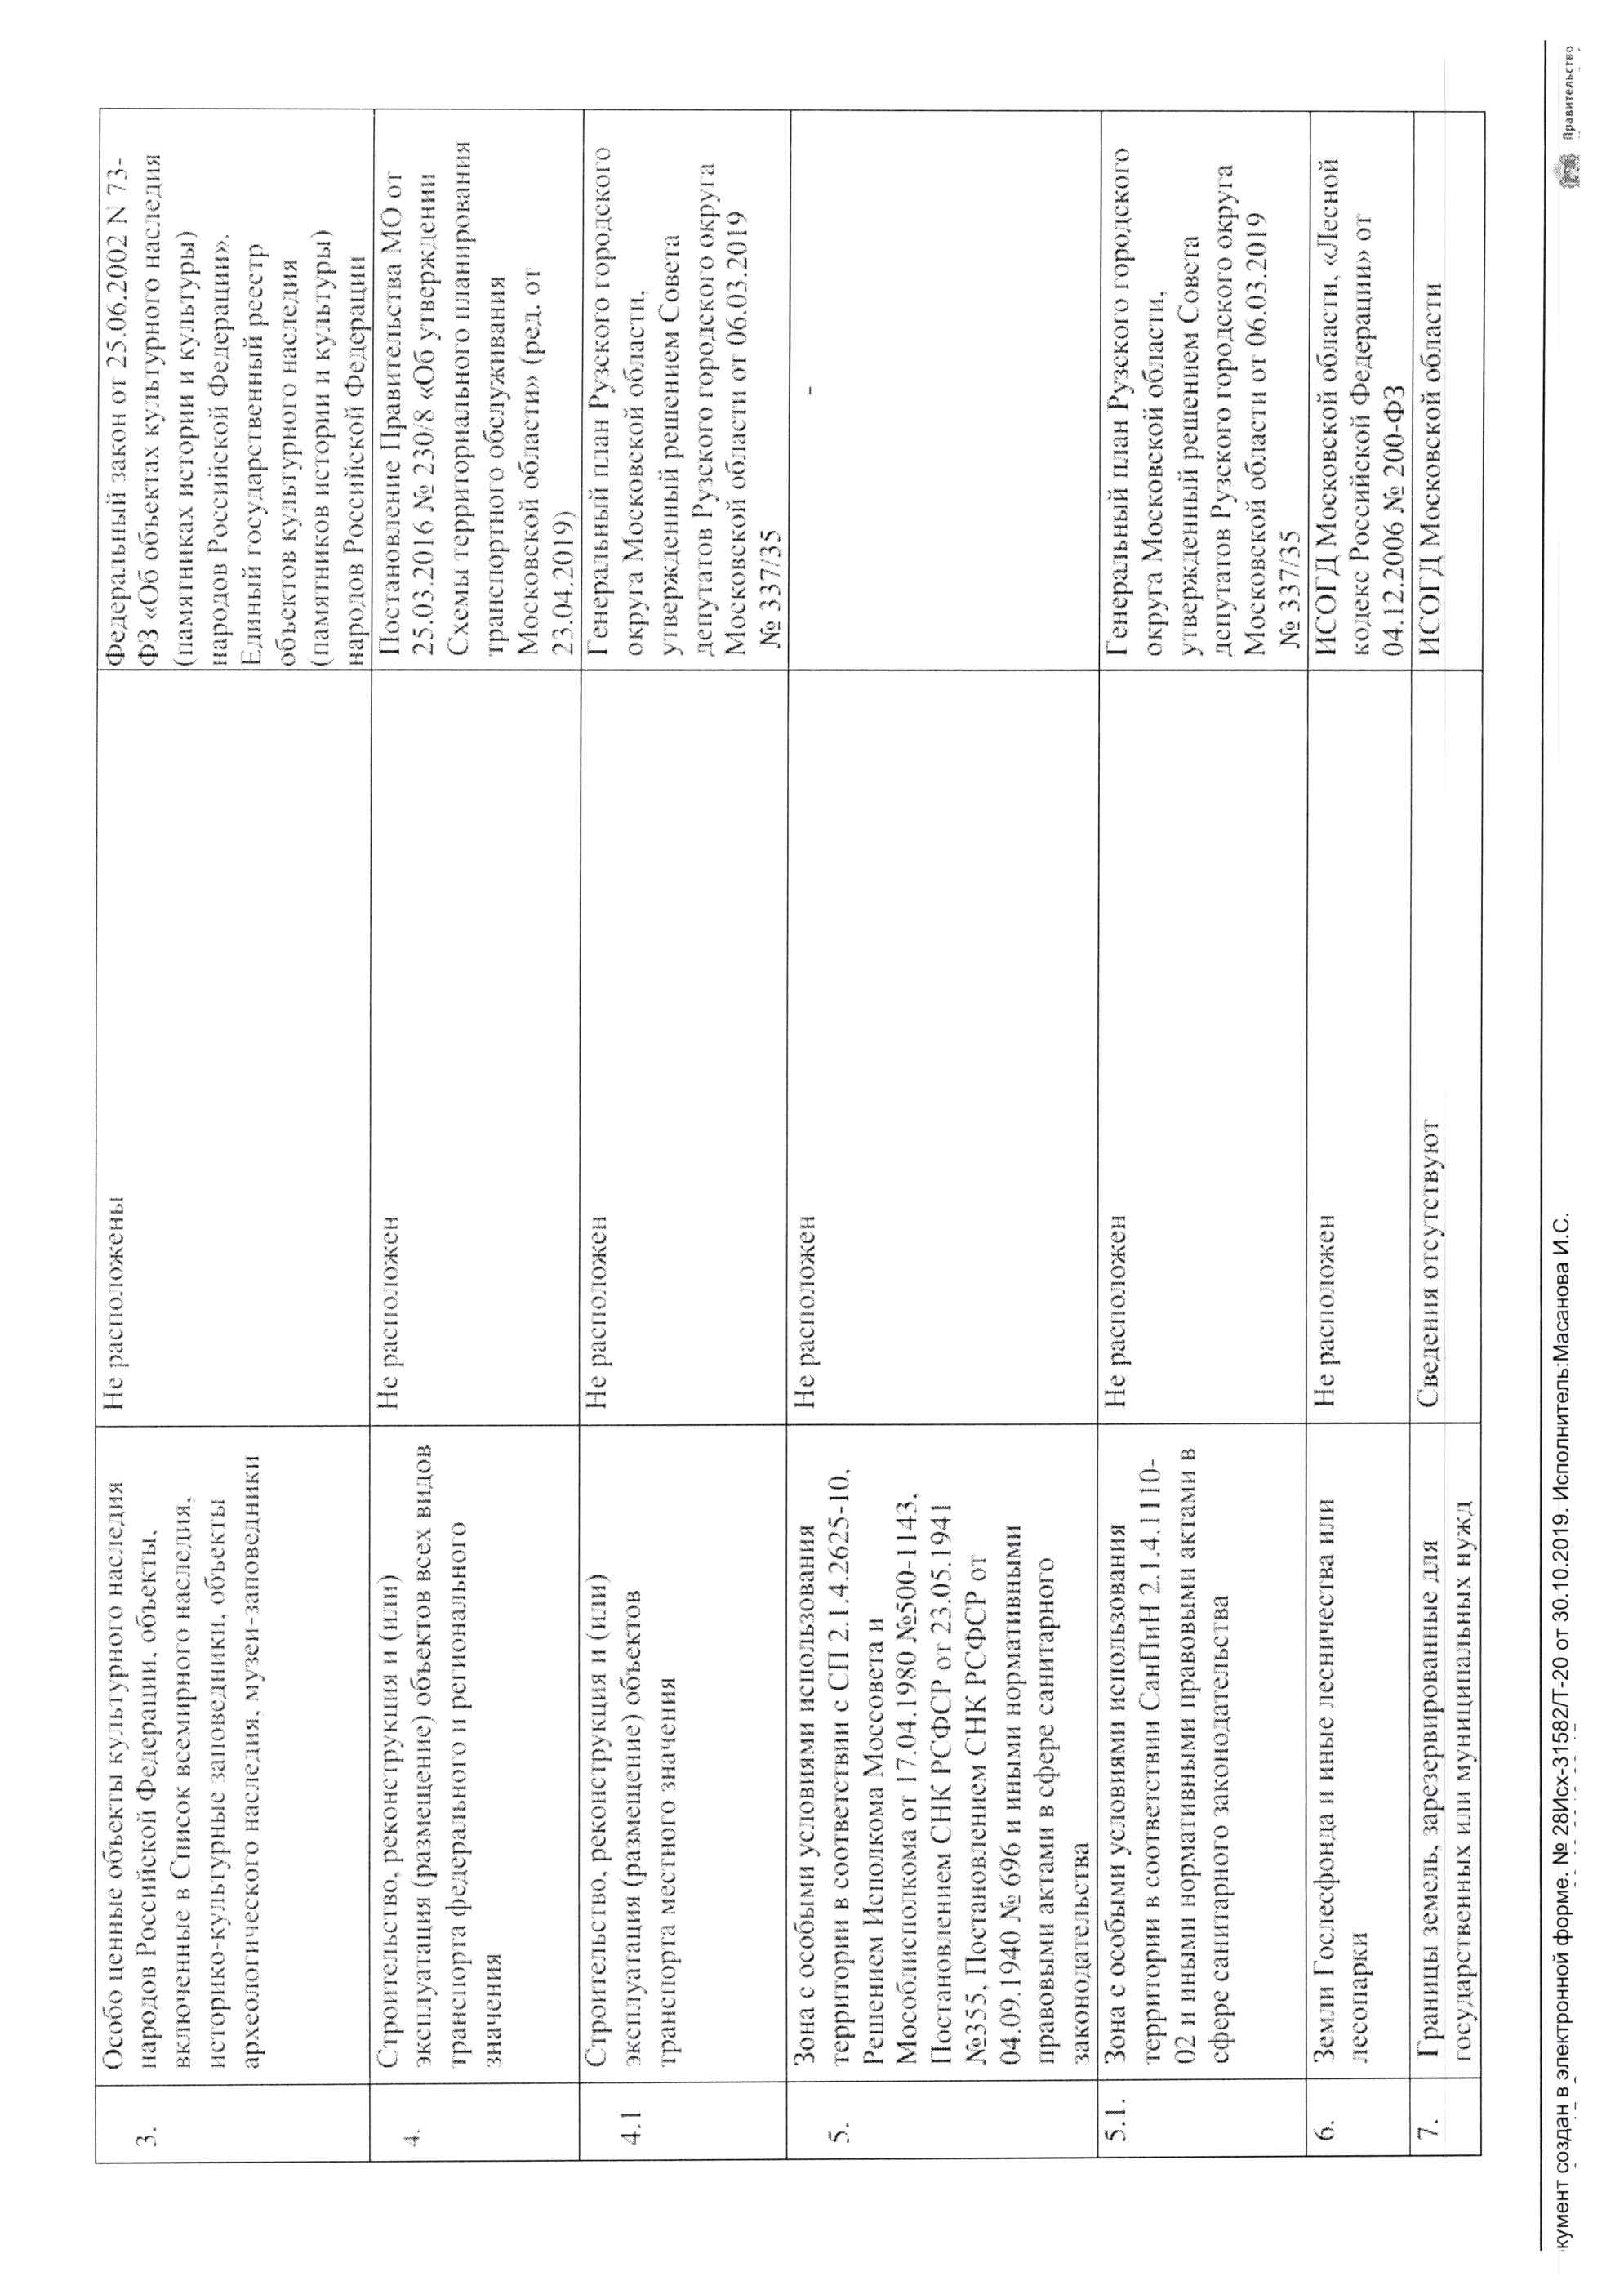 3.
Особо ценные объекты культурного наследия
народов Российской Федерации, объекты,
включенные в Список всемирного наследия,
историко-культурные заповедники, объекты
археологического наследия, музеи-заповедники
Не расположены
Федеральный закон от 25.06.2002 N 73-
ФЗ «Об объектах культурного наследия
(памятниках истории и культуры)
народов Российской Федерации».
Единый государственный реестр
объектов культурного наследия
(памятников истории и культуры)
народов Российской Федерации
4.
Строительство, реконструкция и (или)
эксплуатация (размещение) объектов всех видов
транспорта федерального и регионального
значения
Не расположен
Постановление Правительства МО от
25.03.2016 № 230/8 «Об утверждении
Схемы территориального планирования
транспортного обслуживания
Московской области» (ред. от
23.04.2019)
4.1
Строительство, реконструкция и (или)
эксплуатация (размещение) объектов
транспорта местного значения
Не расположен
Генеральный план Рузского городского
округа Московской области,
утвержденный решением Совета
депутатов Рузского городского округа
Московской области от 06.03.2019
№ 337/35
5.
Зона с особыми условиями использования
территории в соответствии с СП 2.1.4.2625-10,
Решением Исполкома Моссовета и
Мособлисполкома от 17.04.1980 №500-1143,
Постановлением СНК РСФСР от 23.05.1941
№355, Постановлением СНК РСФСР от
04.09.1940 № 696 и иными нормативными
правовыми актами в сфере санитарного
законодательства
Не расположен
-
5.1.
Зона с особыми условиями использования
территории в соответствии СанПиН 2.1.4.1110-
02 и иными нормативными правовыми актами в
сфере санитарного законодательства
Не расположен
Генеральный план Рузского городского
округа Московской области,
утвержденный решением Совета
депутатов Рузского городского округа
Московской области от 06.03.2019
№ 337/35
6.
Земли Гослесфонда и иные лесничества или
лесопарки
Не расположен
ИСОГД Московской области, «Лесной
кодекс Российской Федерации» от
04.12.2006 № 200-ФЗ
7.
Границы земель, зарезервированные для
государственных или муниципальных нужд
Сведения отсутствуют
ИСОГД Московской области
кумент создан в электронной форме. № 28Исх-31582/Т-20 от 30.10.2019. Исполнитель:Масанова И.С.
Правительство